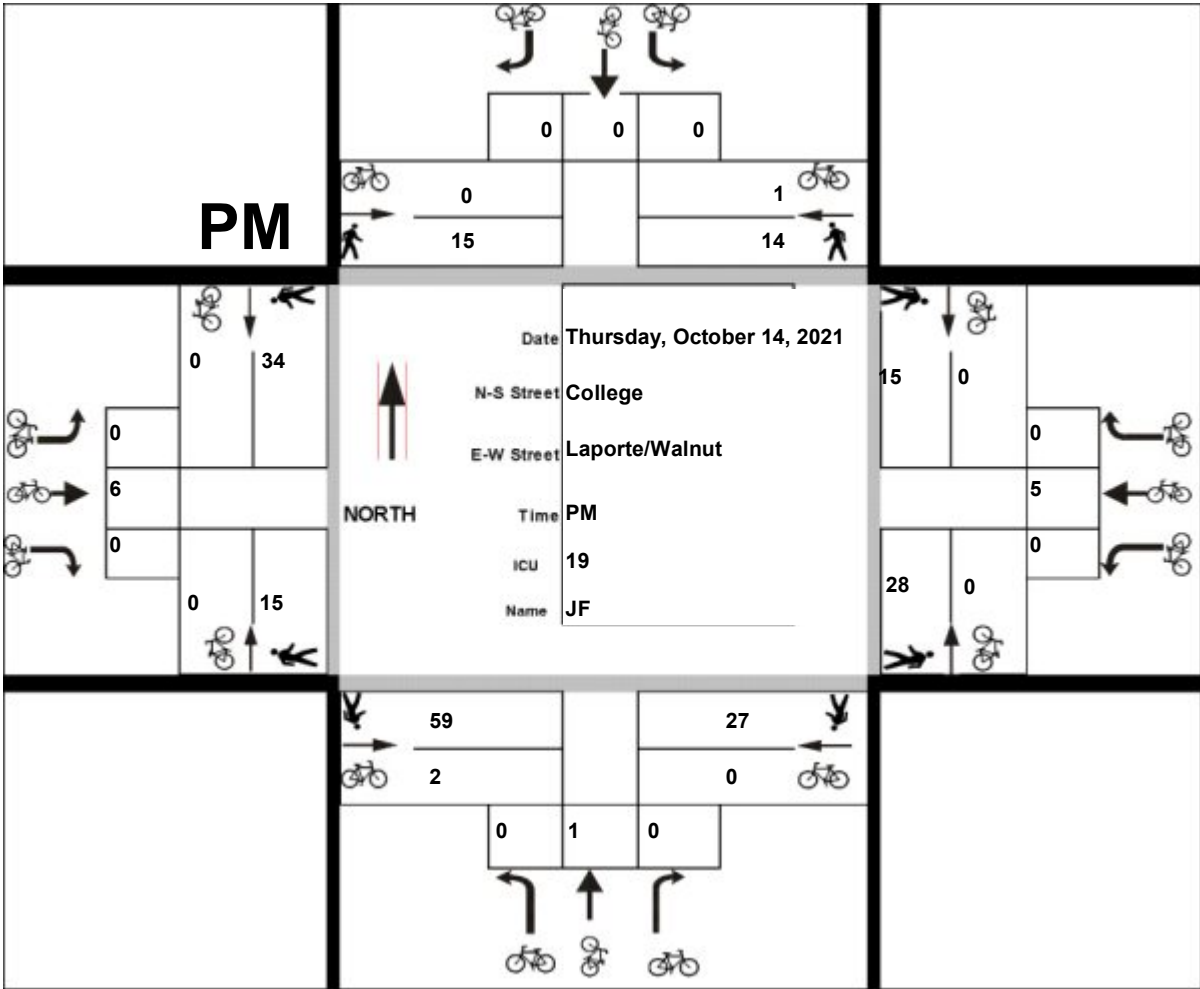 0 0 0
0 1
PM
15 14
Date Thursday, October 14, 2021
0 34
15 0
N-S Street College
0
0
E-W Street Laporte/Walnut
6
5
NORTH
Time PM
0
0
ICU 19
0 15
28 0
Name JF
59 27
2 0
0 1 0